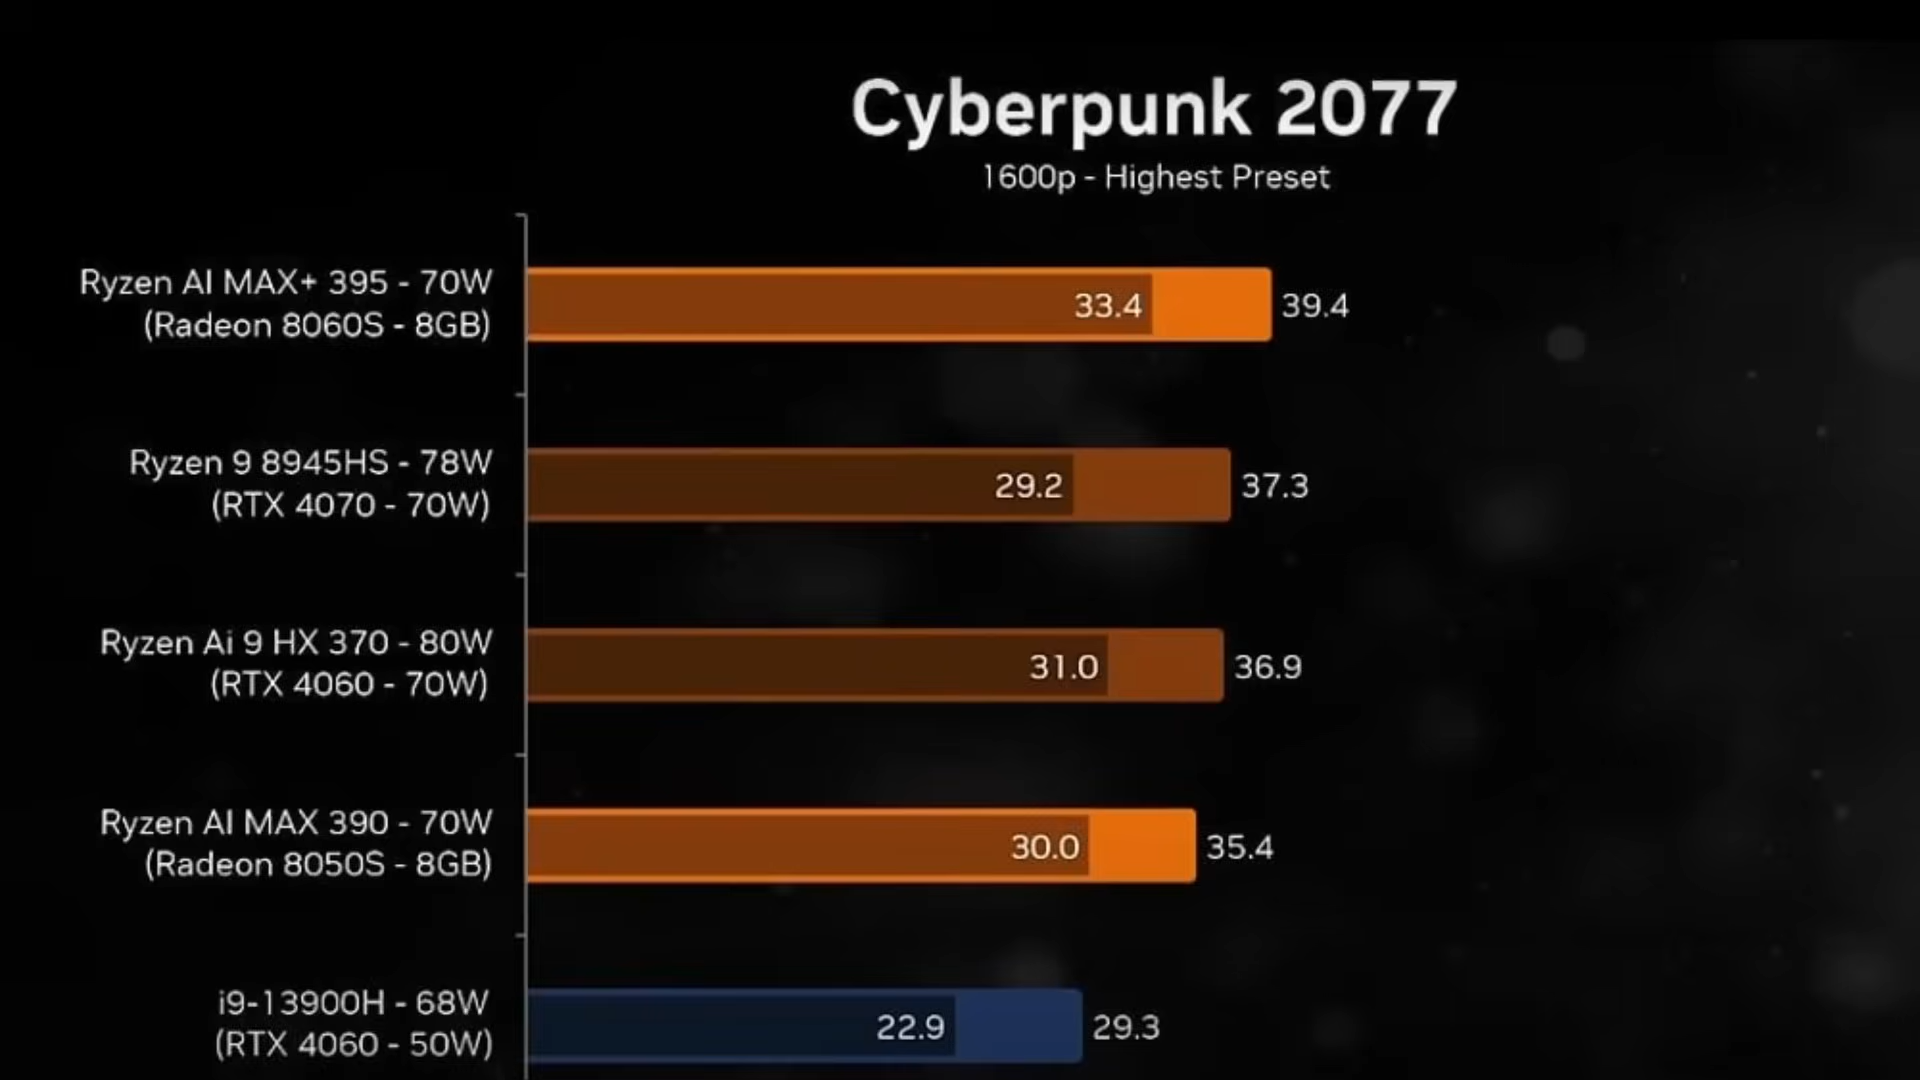 Cyberpunk 2077
1600p - Highest Preset
Ryzen AI MAX+ 395 - 70W
(Radeon 8060S - 8GB)
33.4
39.4
Ryzen 9 8945HS - 78W
(RTX 4070 - 70W)
29.2
37.3
Ryzen Ai 9 HX 370 - 80W
(RTX 4060 - 70W)
31.0
36.9
Ryzen AI MAX 390 - 70W
(Radeon 8050S - 8GB)
30.0
35.4
i9-13900H - 68W
(RTX 4060 - 50W)
22.9
29.3